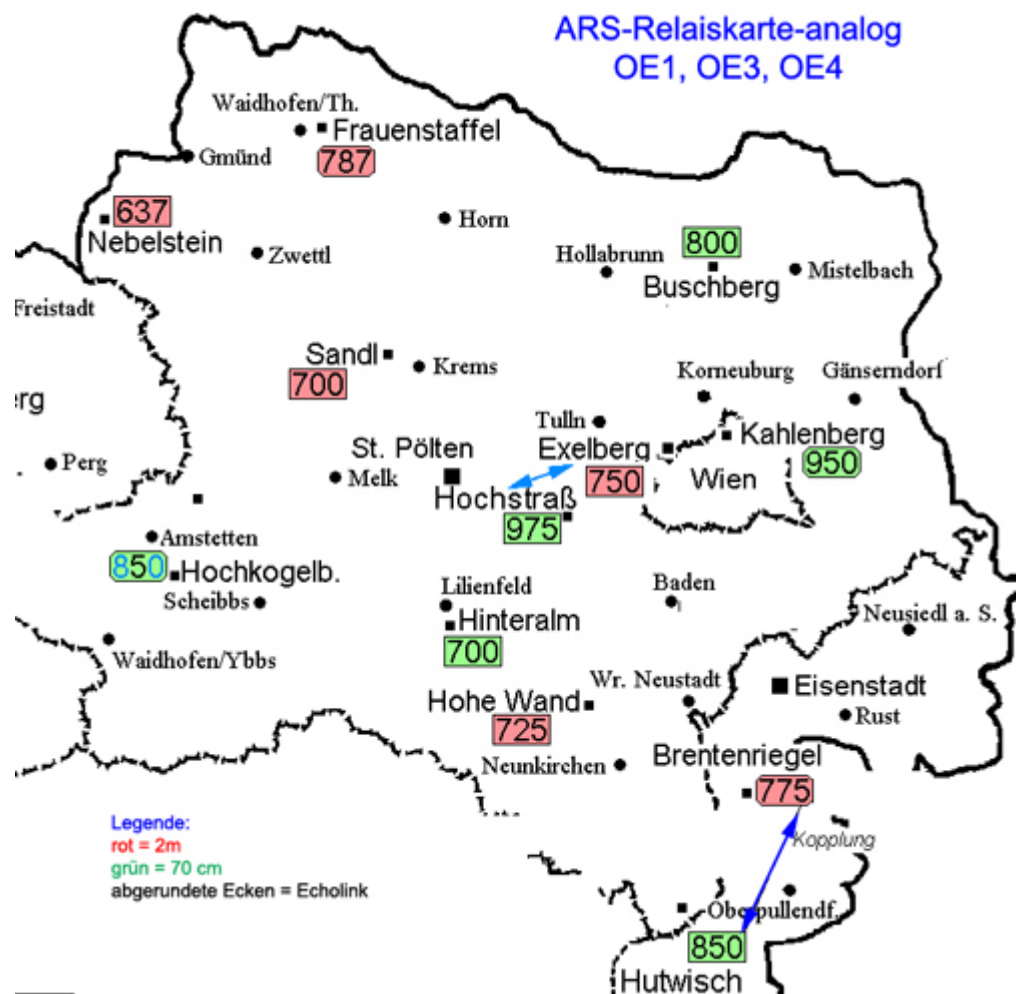 ARS-Relaiskarte-analog
OE1, OE3, OE4
Waidhofen/Th.
Frauenstaffel
787
Gmünd
637
Nebelstein
Horn
Zwettl
Hollabrunn
800
Buschberg
Mistelbach
Freistadt
Sandl
700
Krems
Korneuburg
Gänserndorf
erg
Tulln
St. Pölten
Exelberg
750
Kahlenberg
950
Perg
Melk
Wien
Hochstraß
975
Amstetten
850
Hochkogelb.
Scheibbs
Lilienfeld
Hinteralm
700
Baden
Neusiedl a. S.
Waidhofen/Ybbs
Wr. Neustadt
Eisenstadt
Hohe Wand
725
Rust
Neunkirchen
Brentenriegel
775
Kopplung
Legende:
rot = 2m
grün = 70 cm
abgerundete Ecken = Echolink
Oberpullendf.
850
Hutwisch